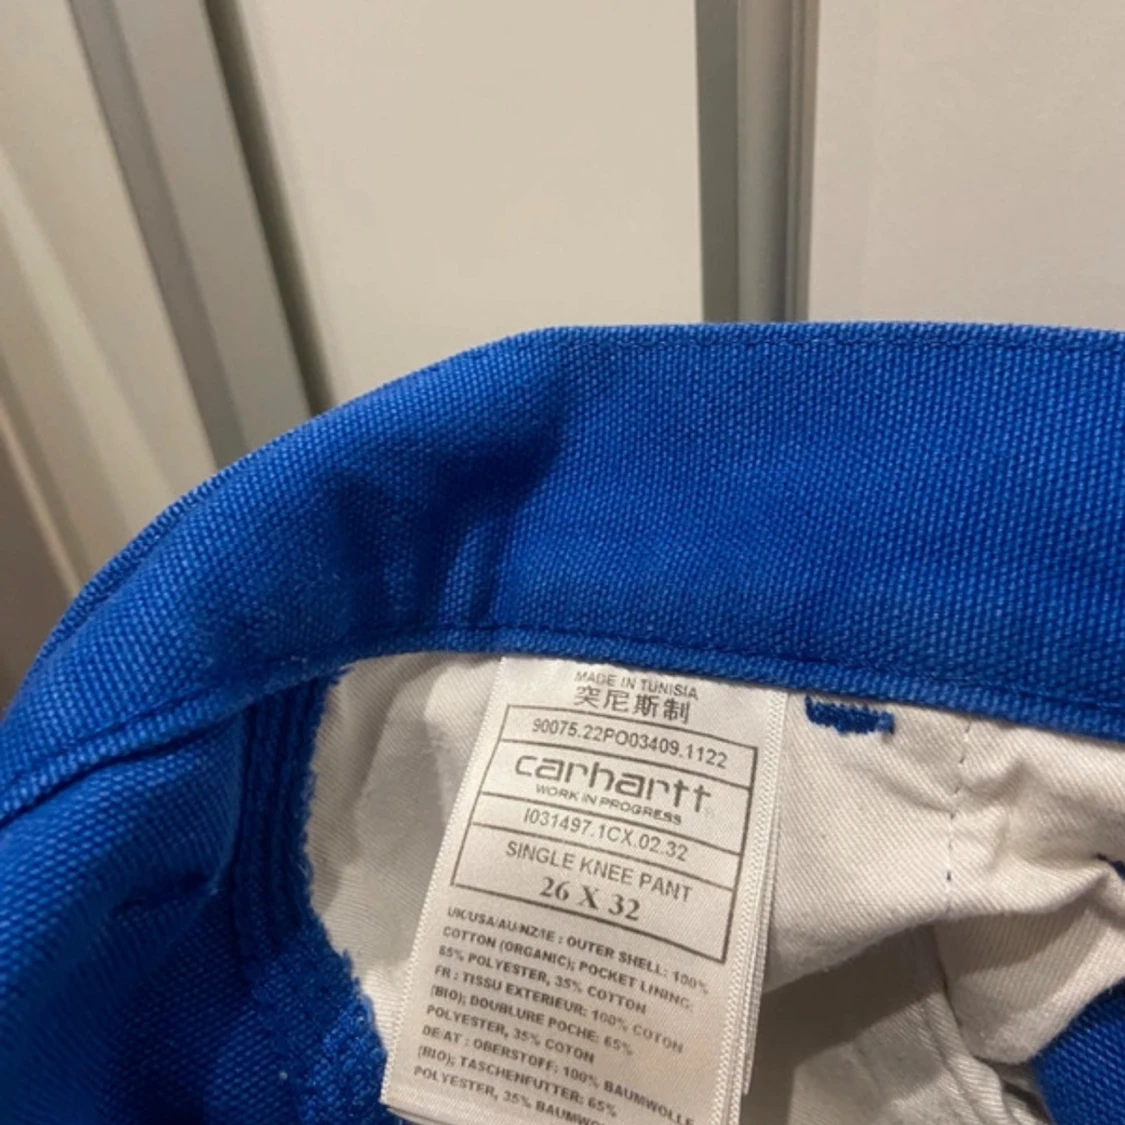 MADE IN TUNISIA
突尼斯制
90075.22PO03409.1122
carhartt
WORK IN PROGRESS
I031497.1CX.02.32
SINGLE KNEE PANT
26 X 32
UK/USA/AU/NZ/IE : OUTER SHELL: 100%
COTTON (ORGANIC); POCKET LINING:
65% POLYESTER, 35% COTTON
FR : TISSU EXTERIEUR: 100% COTON
(BIO); DOUBLURE POCHE: 65%
POLYESTER, 35% COTON
DE/AT : OBERSTOFF: 100% BAUMWOLLE
(BIO); TASCHENFUTTER: 65%
POLYESTER, 35% BAUMWO